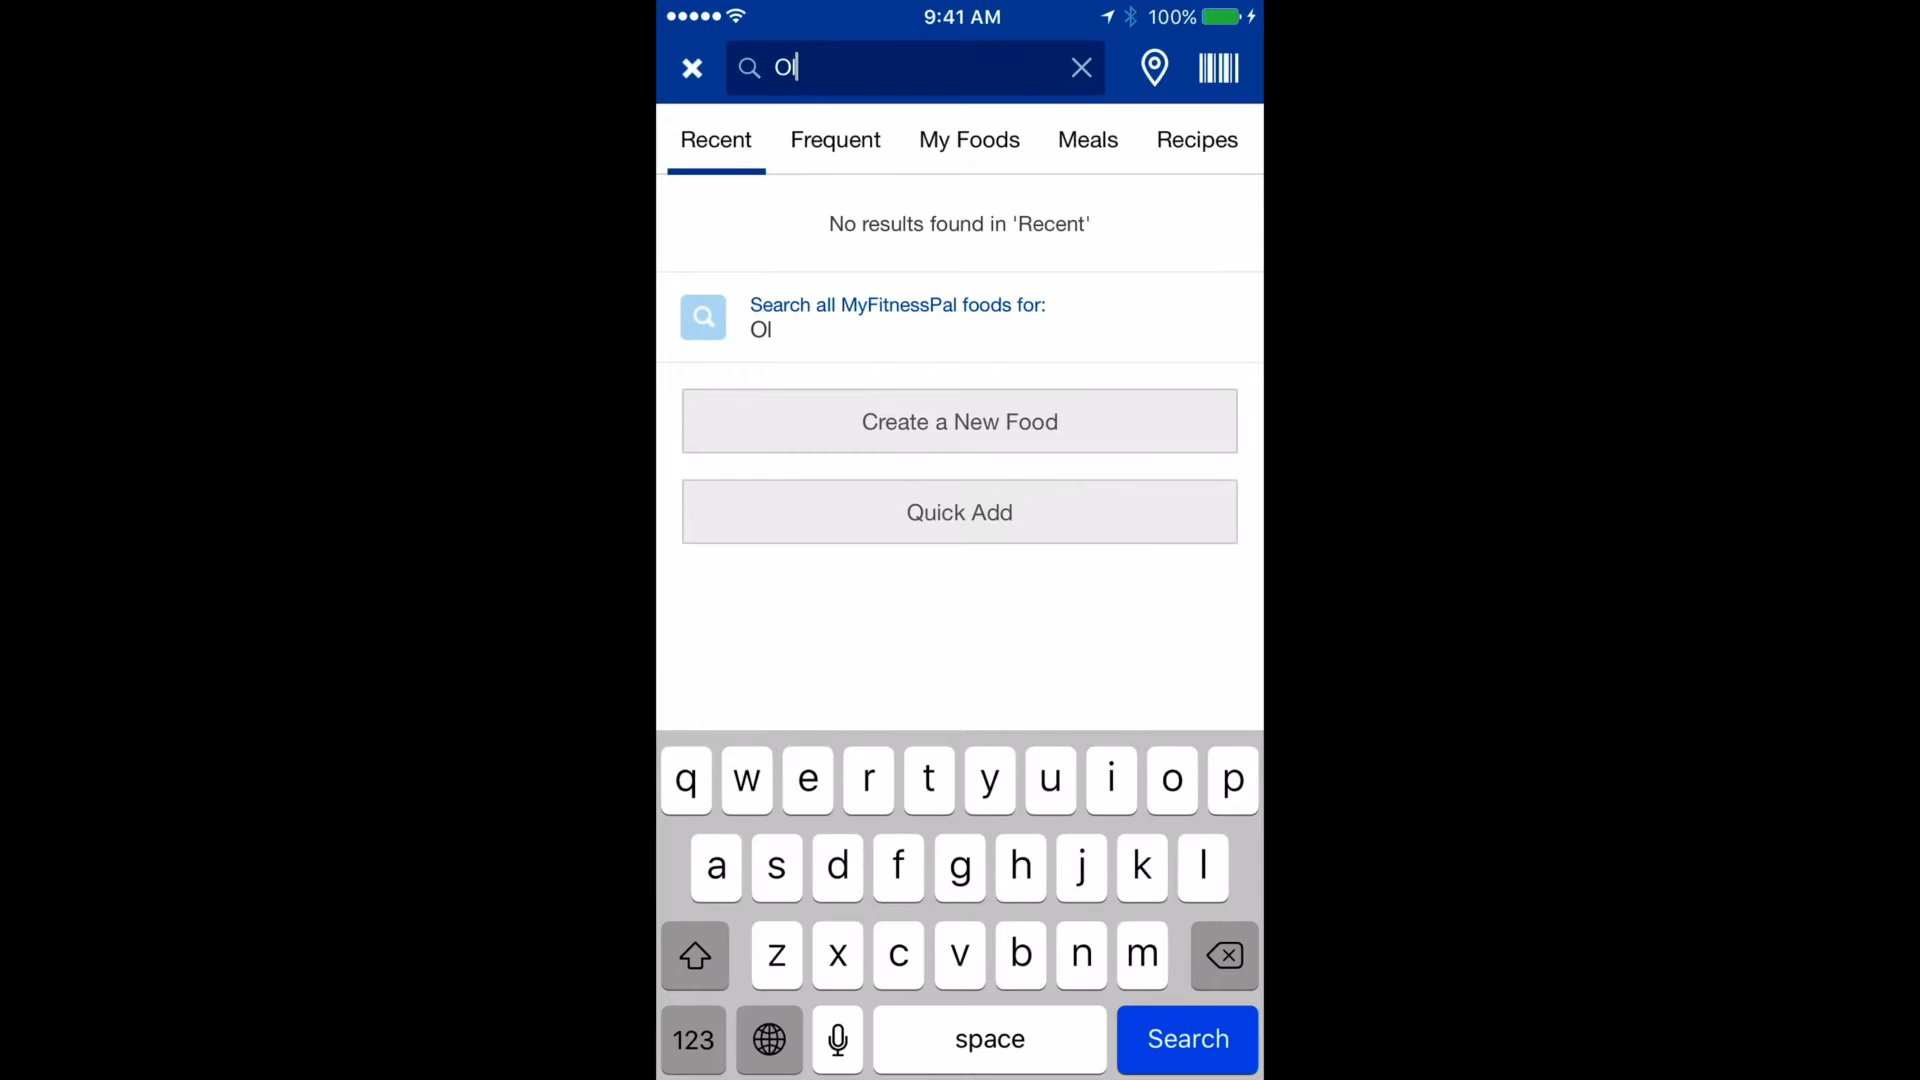 9:41 AM 100%
Ol
Recent Frequent My Foods Meals Recipes
No results found in 'Recent'
Search all MyFitnessPal foods for:
Ol
Create a New Food
Quick Add
q w e r t y u i o p
a s d f g h j k l
z x c v b n m
123 space Search